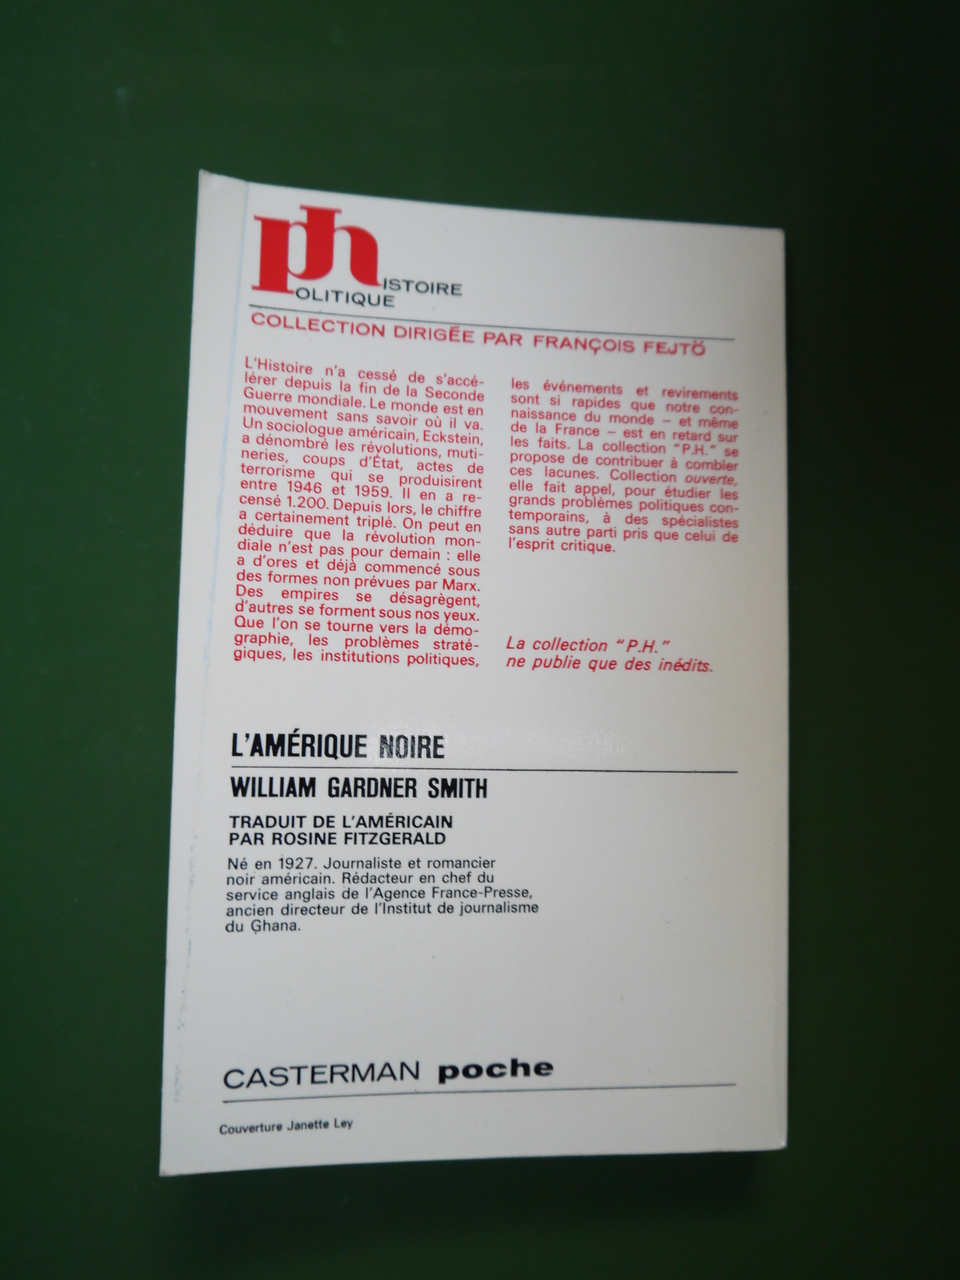 ph
ISTOIRE
OLITIQUE
COLLECTION DIRIGÉE PAR FRANÇOIS FEJTÖ
L'Histoire n'a cessé de s'accé-
lérer depuis la fin de la Seconde
Guerre mondiale. Le monde est en
mouvement sans savoir où il va.
Un sociologue américain, Eckstein,
a dénombré les révolutions, muti-
neries, coups d'État, actes de
terrorisme qui se produisirent
entre 1946 et 1959. Il en a re-
censé 1.200. Depuis lors, le chiffre
a certainement triplé. On peut en
déduire que la révolution mon-
diale n'est pas pour demain : elle
a d'ores et déjà commencé sous
des formes non prévues par Marx.
Des empires se désagrègent,
d'autres se forment sous nos yeux.
Que l'on se tourne vers la démo-
graphie, les problèmes straté-
giques, les institutions politiques,
les événements et revirements
sont si rapides que notre con-
naissance du monde – et même
de la France – est en retard sur
les faits. La collection "P.H." se
propose de contribuer à combler
ces lacunes. Collection ouverte,
elle fait appel, pour étudier les
grands problèmes politiques con-
temporains, à des spécialistes
sans autre parti pris que celui de
l'esprit critique.
La collection "P.H."
ne publie que des inédits.
L'AMÉRIQUE NOIRE
WILLIAM GARDNER SMITH
TRADUIT DE L'AMÉRICAIN
PAR ROSINE FITZGERALD
Né en 1927. Journaliste et romancier
noir américain. Rédacteur en chef du
service anglais de l'Agence France-Presse,
ancien directeur de l'Institut de journalisme
du Ghana.
CASTERMAN poche
Couverture Janette Ley